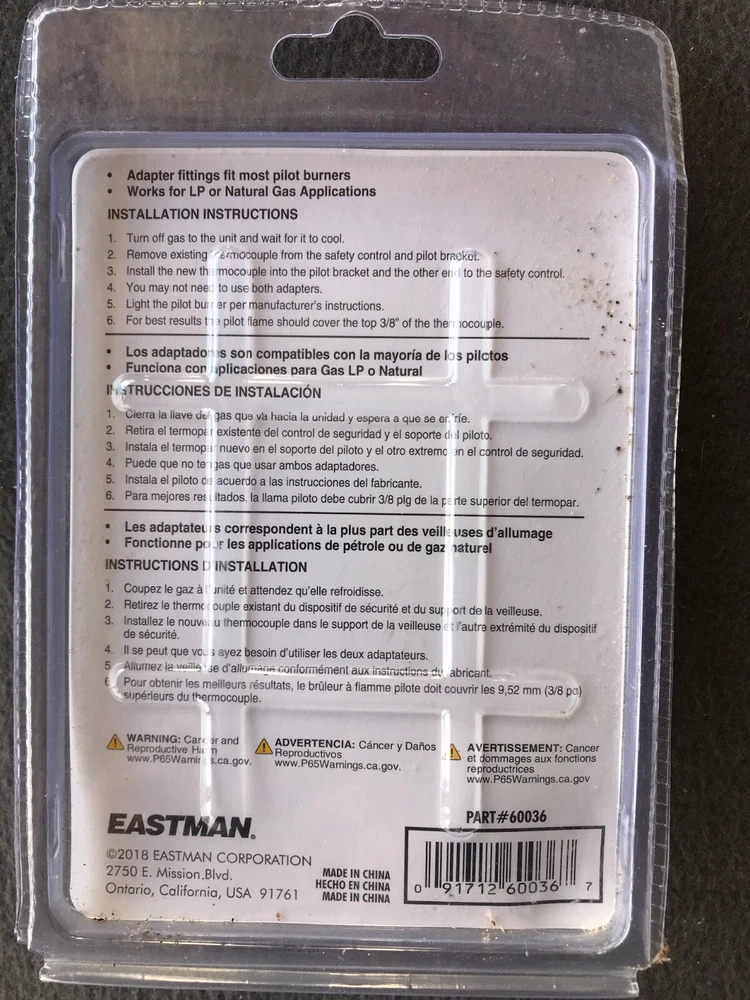 • Adapter fittings fit most pilot burners
• Works for LP or Natural Gas Applications
INSTALLATION INSTRUCTIONS
1. Turn off gas to the unit and wait for it to cool.
2. Remove existing thermocouple from the safety control and pilot bracket.
3. Install the new thermocouple into the pilot bracket and the other end to the safety control.
4. You may not need to use both adapters.
5. Light the pilot burner per manufacturer's instructions.
6. For best results the pilot flame should cover the top 3/8" of the thermocouple.
• Los adaptadores son compatibles con la mayoría de los pilotos
• Funciona con aplicaciones para Gas LP o Natural
INSTRUCCIONES DE INSTALACIÓN
1. Cierra la llave del gas que va hacia la unidad y espera a que se enfríe.
2. Retira el termopar existente del control de seguridad y el soporte del piloto.
3. Instala el termopar nuevo en el soporte del piloto y el otro extremo en el control de seguridad.
4. Puede que no tengas que usar ambos adaptadores.
5. Instala el piloto de acuerdo a las instrucciones del fabricante.
6. Para mejores resultados, la llama piloto debe cubrir 3/8 plg de la parte superior del termopar.
• Les adaptateurs correspondent à la plus part des veilleuses d'allumage
• Fonctionne pour les applications de pétrole ou de gaz naturel
INSTRUCTIONS D'INSTALLATION
1. Coupez le gaz à l'unité et attendez qu'elle refroidisse.
2. Retirez le thermocouple existant du dispositif de sécurité et du support de la veilleuse.
3. Installez le nouveau thermocouple dans le support de la veilleuse et l'autre extrémité du dispositif
de sécurité.
4. Il se peut que vous ayez besoin d'utiliser les deux adaptateurs.
5. Allumez la veilleuse d'allumage conformément aux instructions du fabricant.
6. Pour obtenir les meilleurs résultats, le brûleur à flamme pilote doit couvrir les 9,52 mm (3/8 po)
supérieurs du thermocouple.
WARNING: Cancer and
Reproductive Harm
www.P65Warnings.ca.gov.
ADVERTENCIA: Cáncer y Daños
Reproductivos
www.P65Warnings.ca.gov.
AVERTISSEMENT: Cancer
et dommages aux fonctions
reproductrices
www.P65Warnings.ca.gov
EASTMAN®
©2018 EASTMAN CORPORATION
2750 E. Mission.Blvd.
Ontario, California, USA 91761
MADE IN CHINA
HECHO EN CHINA
MADE IN CHINA
PART#60036
0 91712 60036 7